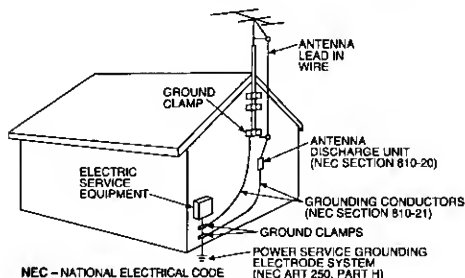 ANTENNA
LEAD IN
WIRE
GROUND
CLAMP
ANTENNA
DISCHARGE UNIT
(NEC SECTION 810-20)
ELECTRIC
SERVICE
EQUIPMENT
GROUNDING CONDUCTORS
(NEC SECTION 810-21)
GROUND CLAMPS
POWER SERVICE GROUNDING
ELECTRODE SYSTEM
(NEC ART 250, PART H)
NEC – NATIONAL ELECTRICAL CODE